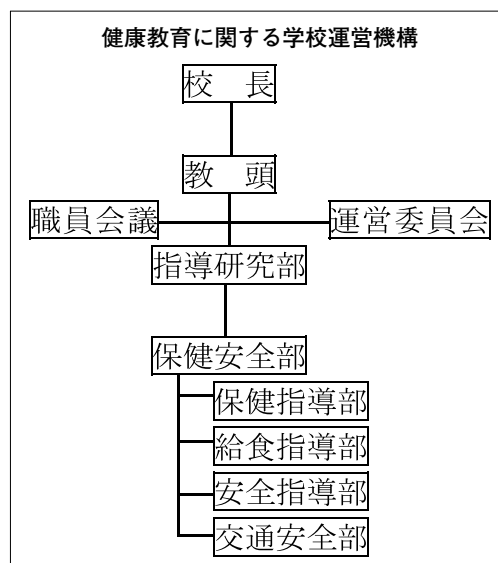 健康教育に関する学校運営機構
校　長
教　頭
職員会議　運営委員会
指導研究部
保健安全部
保健指導部
給食指導部
安全指導部
交通安全部